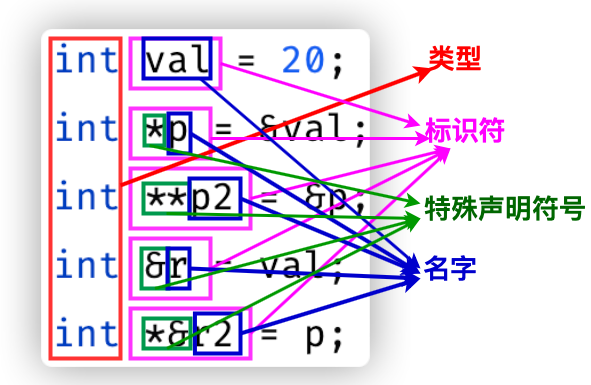 int val = 20;
int *p = &val;
int **p2 = &p;
int &r = val;
int *&r2 = p;
类型
标识符
特殊声明符号
名字